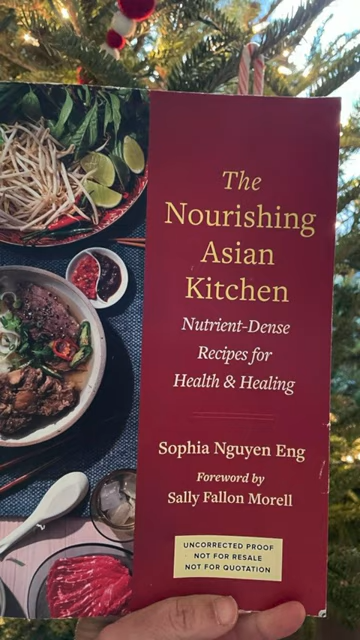 The
Nourishing
Asian
Kitchen
Nutrient-Dense
Recipes for
Health & Healing
Sophia Nguyen Eng
Foreword by
Sally Fallon Morell
UNCORRECTED PROOF
NOT FOR RESALE
NOT FOR QUOTATION